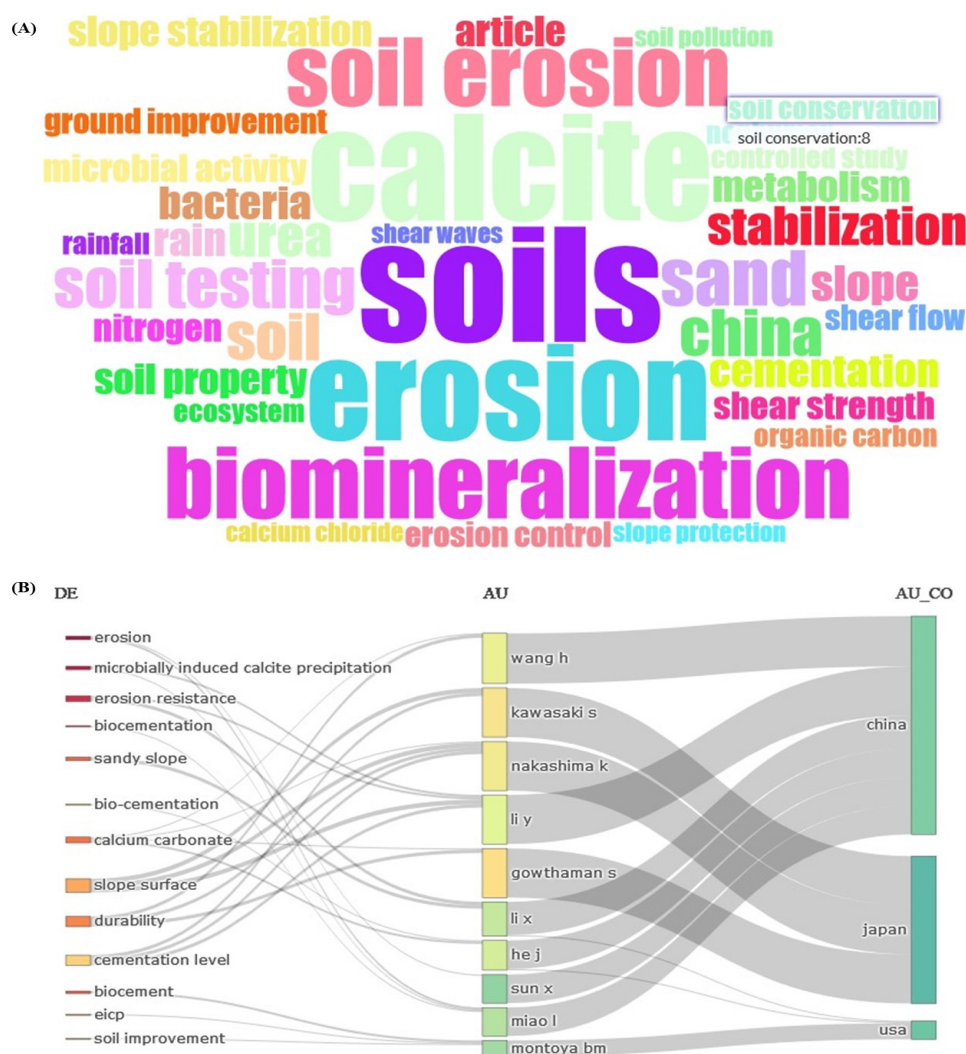 (A)
slope stabilization
article
soil pollution
soil erosion
soil conservation
soil conservation:8
ground improvement
calcite
microbial activity
controlled study
metabolism
bacteria
stabilization
rainfall
rain
urea
shear waves
soils
sand
soil testing
slope
nitrogen
soil
china
shear flow
soil property
erosion
cementation
ecosystem
shear strength
organic carbon
biomineralization
calcium chloride
erosion control
slope protection
(B)
DE
AU
AU_CO
erosion
microbially induced calcite precipitation
erosion resistance
biocementation
sandy slope
bio-cementation
calcium carbonate
slope surface
durability
cementation level
biocement
eicp
soil improvement
wang h
kawasaki s
nakashima k
li y
gowthaman s
li x
he j
sun x
miao l
montoya bm
china
japan
usa